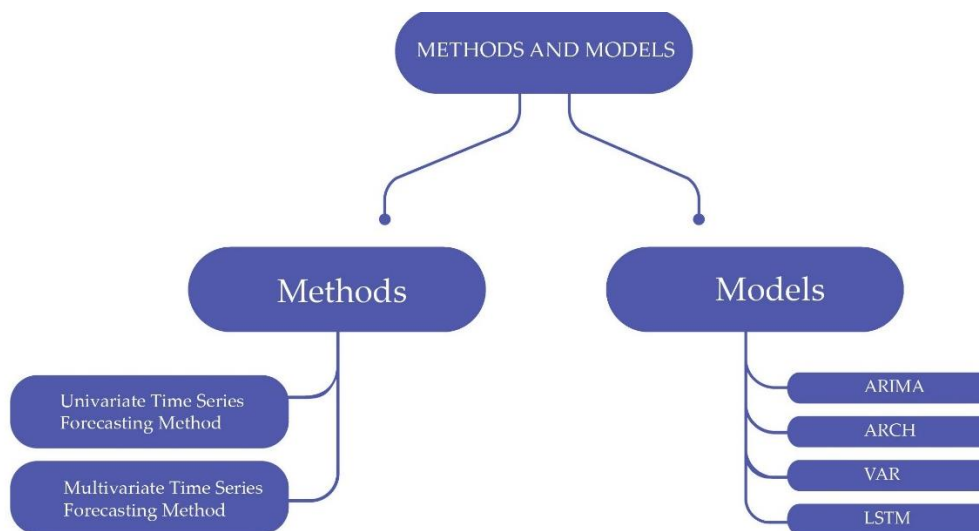 METHODS AND MODELS
Methods
Models
Univariate Time Series
Forecasting Method
Multivariate Time Series
Forecasting Method
ARIMA
ARCH
VAR
LSTM